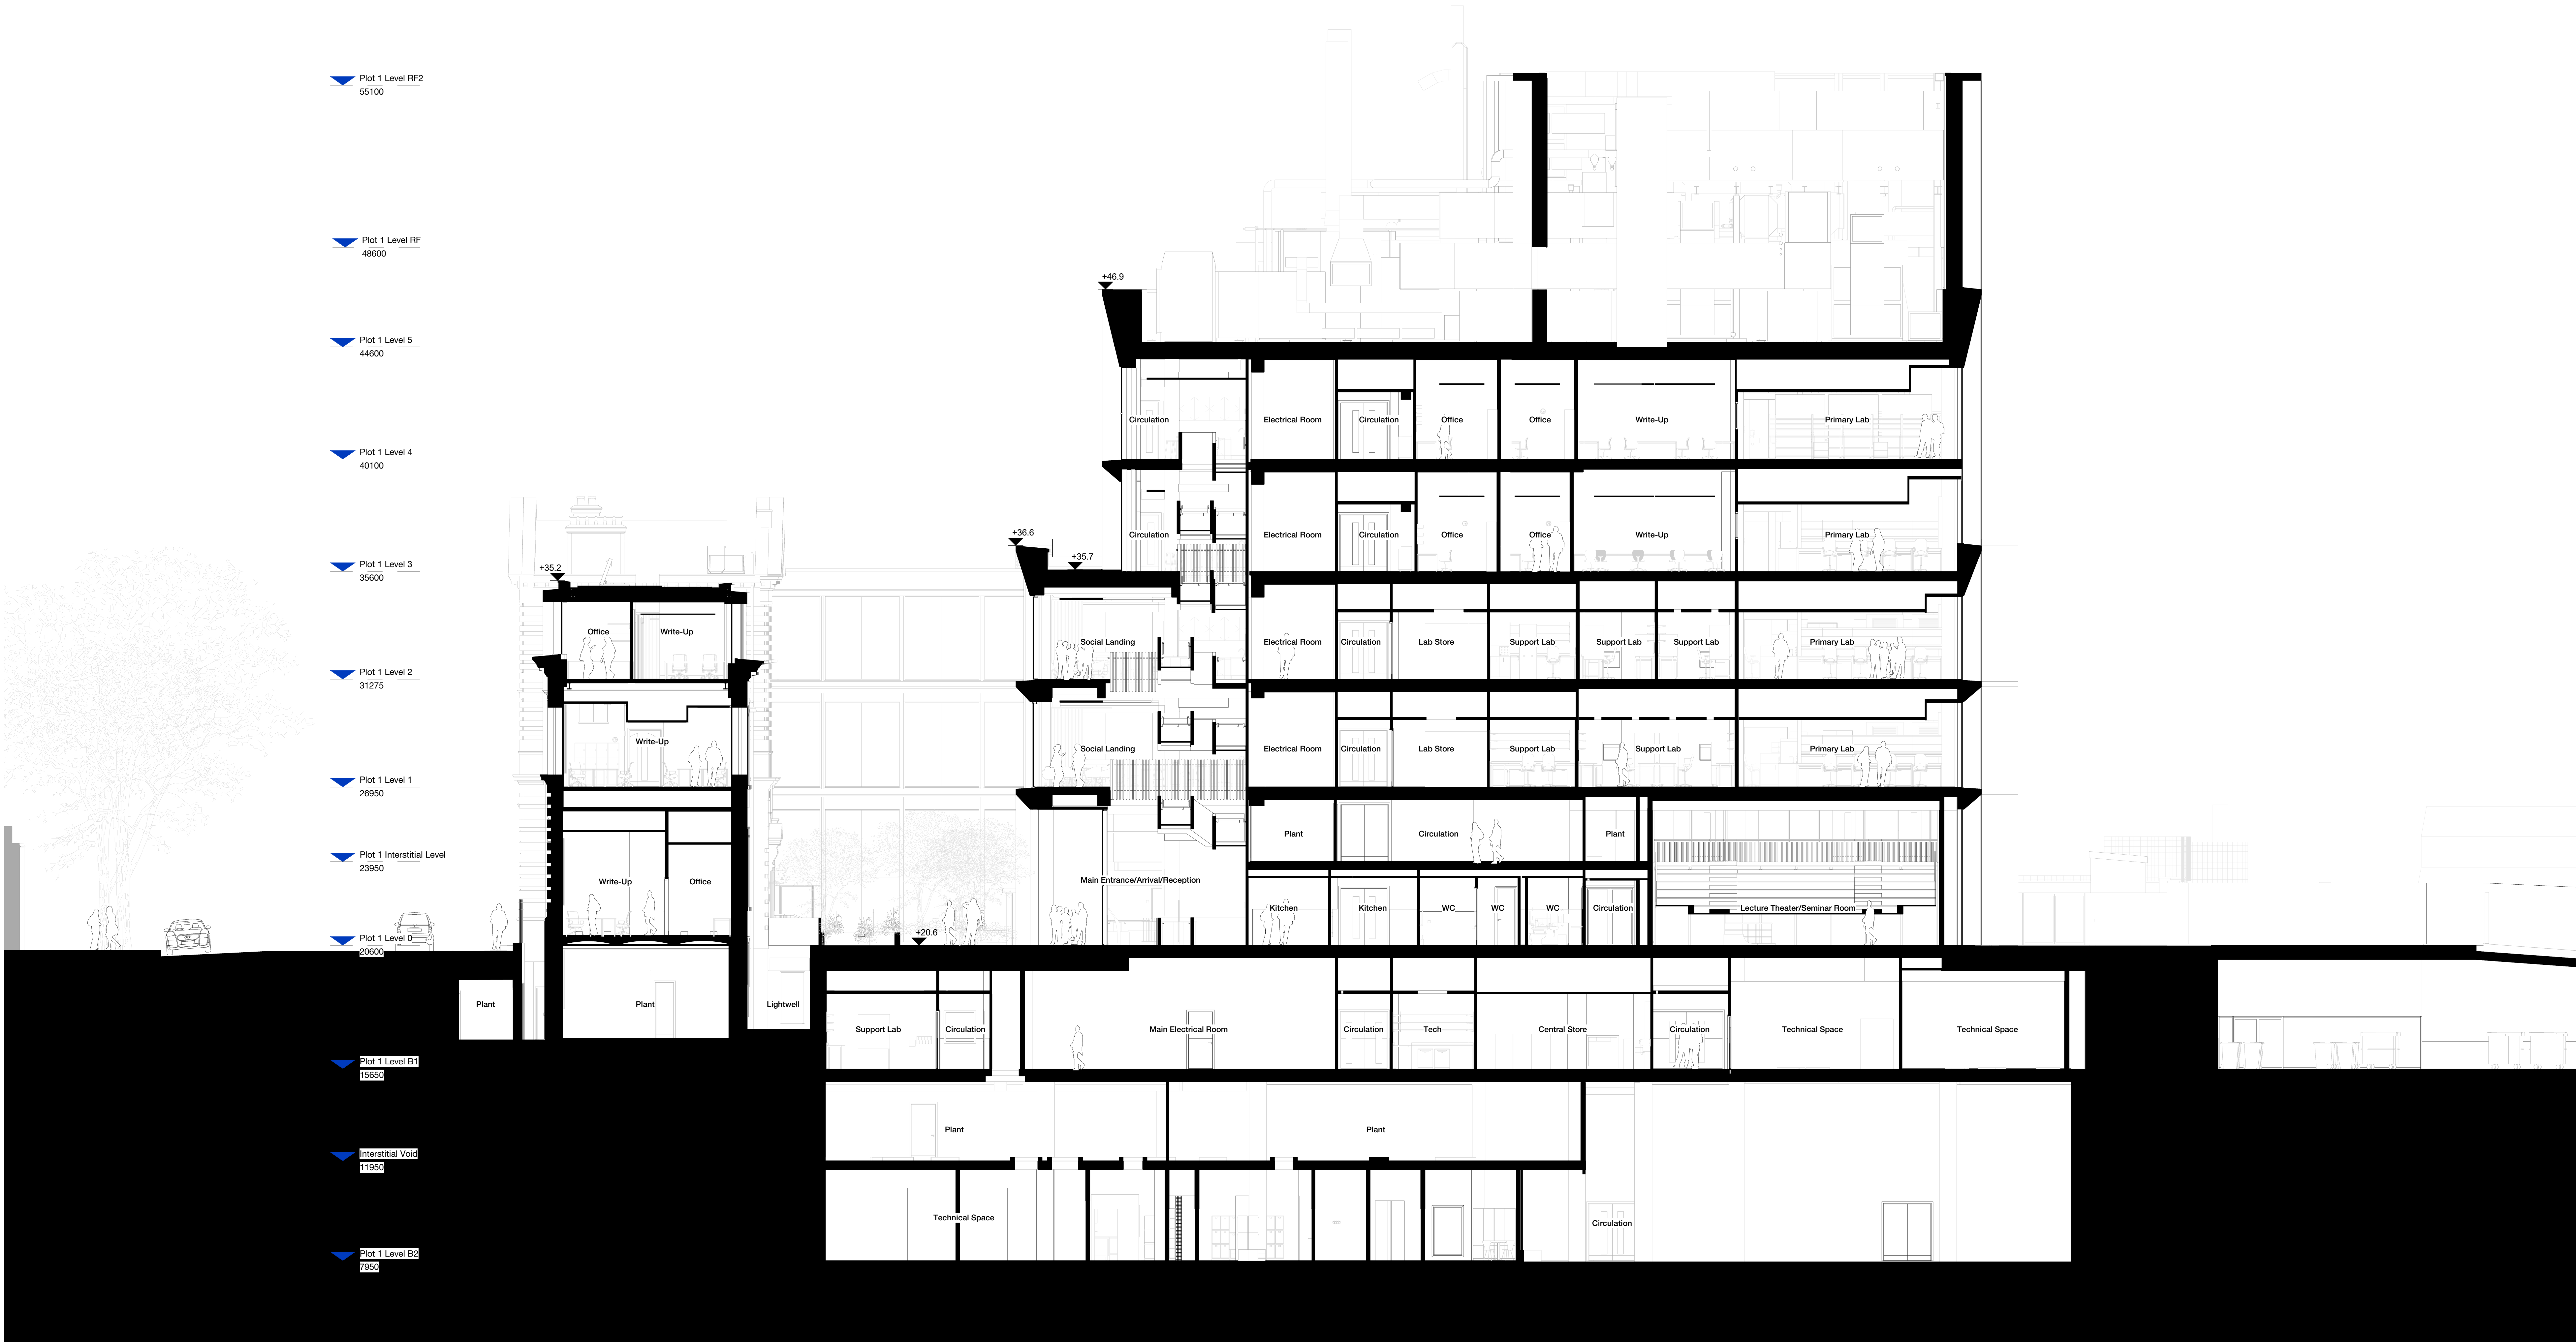 Plot 1 Level RF2
55100
Plot 1 Level RF
48600
+46.9
Plot 1 Level 5
44600
Circulation
Electrical Room
Circulation
Office
Office
Write-Up
Primary Lab
Plot 1 Level 4
40100
Circulation
Electrical Room
Circulation
Office
Office
Write-Up
Primary Lab
+36.6
+35.7
Plot 1 Level 3
35600
+35.2
Office
Write-Up
Social Landing
Electrical Room
Circulation
Lab Store
Support Lab
Support Lab
Support Lab
Primary Lab
Plot 1 Level 2
31275
Write-Up
Social Landing
Electrical Room
Circulation
Lab Store
Support Lab
Support Lab
Primary Lab
Plot 1 Level 1
26950
Plant
Circulation
Plant
Plot 1 Interstitial Level
23950
Write-Up
Office
Main Entrance/Arrival/Reception
Kitchen
Kitchen
WC
WC
WC
Circulation
Lecture Theater/Seminar Room
Plot 1 Level 0
20600
+20.6
Plant
Plant
Lightwell
Support Lab
Circulation
Main Electrical Room
Circulation
Tech
Central Store
Circulation
Technical Space
Technical Space
Plot 1 Level B1
15650
Plant
Plant
Interstitial Void
11950
Technical Space
Circulation
Plot 1 Level B2
7950